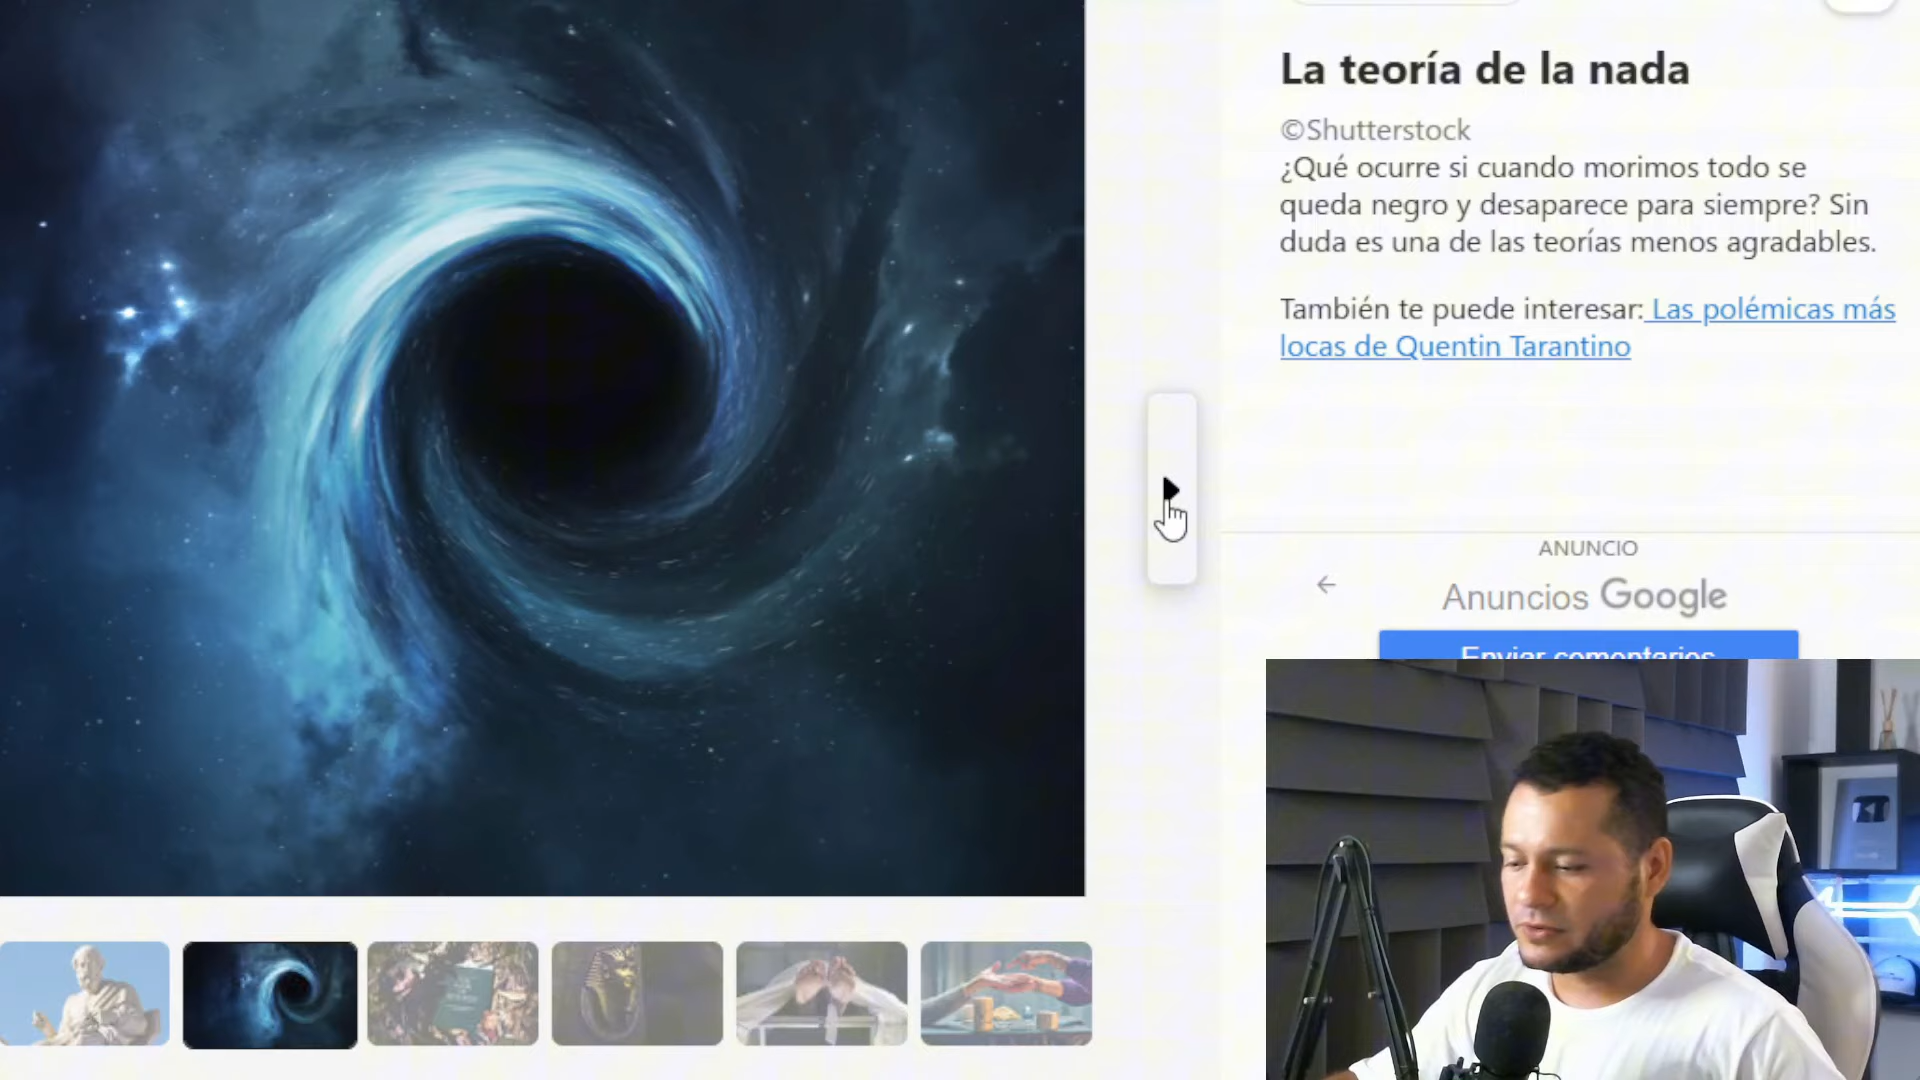 La teoría de la nada
©Shutterstock
¿Qué ocurre si cuando morimos todo se
queda negro y desaparece para siempre? Sin
duda es una de las teorías menos agradables.
También te puede interesar: Las polémicas más
locas de Quentin Tarantino
ANUNCIO
Anuncios Google
Enviar comentarios